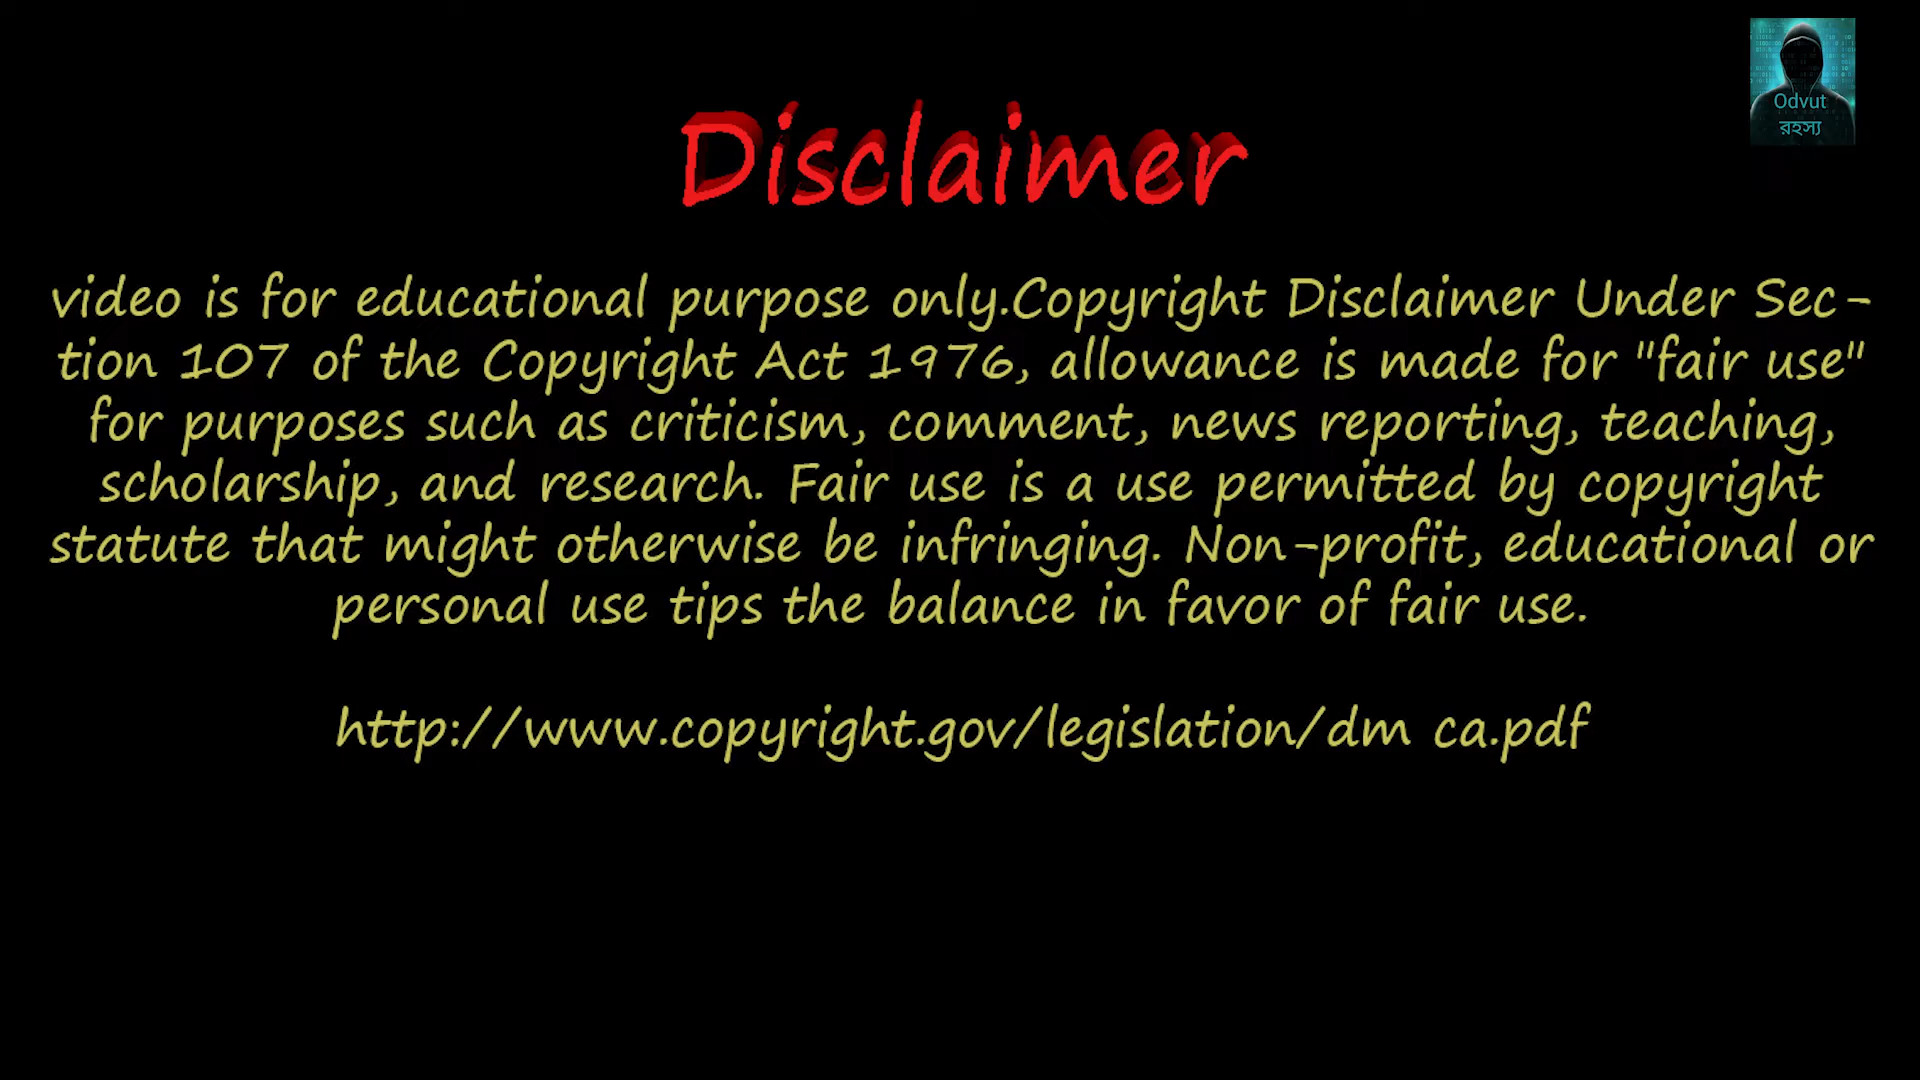 Odvut
রহস্য
Disclaimer
video is for educational purpose only.Copyright Disclaimer Under Sec-
tion 107 of the Copyright Act 1976, allowance is made for "fair use"
for purposes such as criticism, comment, news reporting, teaching,
scholarship, and research. Fair use is a use permitted by copyright
statute that might otherwise be infringing. Non-profit, educational or
personal use tips the balance in favor of fair use.
http://www.copyright.gov/legislation/dm ca.pdf